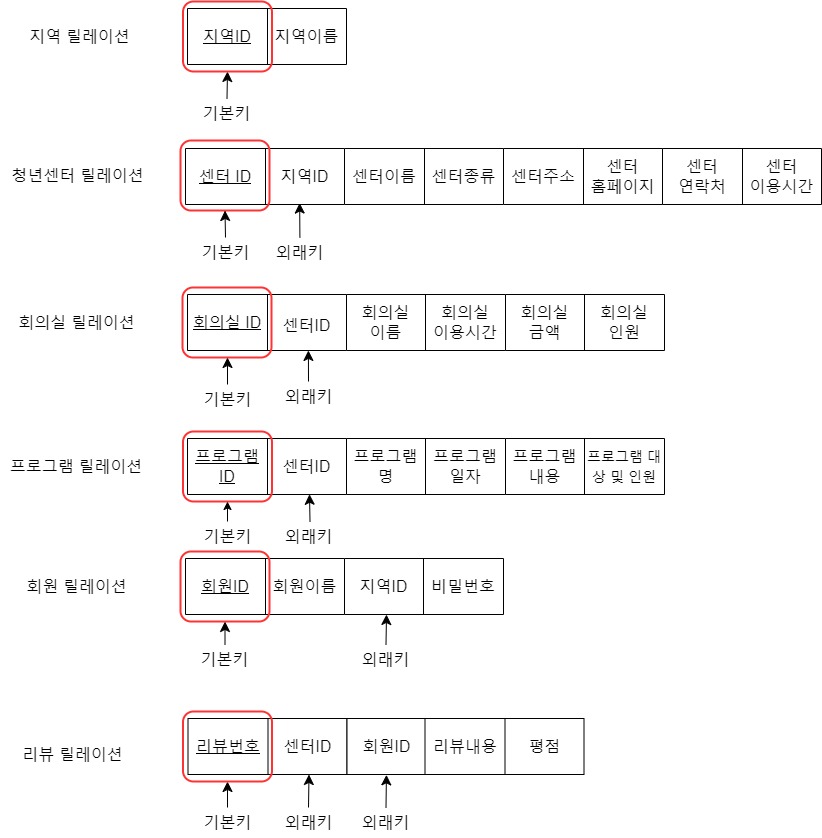 지역 릴레이션
지역ID
지역이름
기본키
청년센터 릴레이션
센터 ID
지역ID
센터이름
센터종류
센터주소
센터
홈페이지
센터
연락처
센터
이용시간
기본키
외래키
회의실 릴레이션
회의실 ID
센터ID
회의실
이름
회의실
이용시간
회의실
금액
회의실
인원
기본키
외래키
프로그램 릴레이션
프로그램
ID
센터ID
프로그램
명
프로그램
일자
프로그램
내용
프로그램 대
상 및 인원
기본키
외래키
회원 릴레이션
회원ID
회원이름
지역ID
비밀번호
기본키
외래키
리뷰 릴레이션
리뷰번호
센터ID
회원ID
리뷰내용
평점
기본키
외래키
외래키